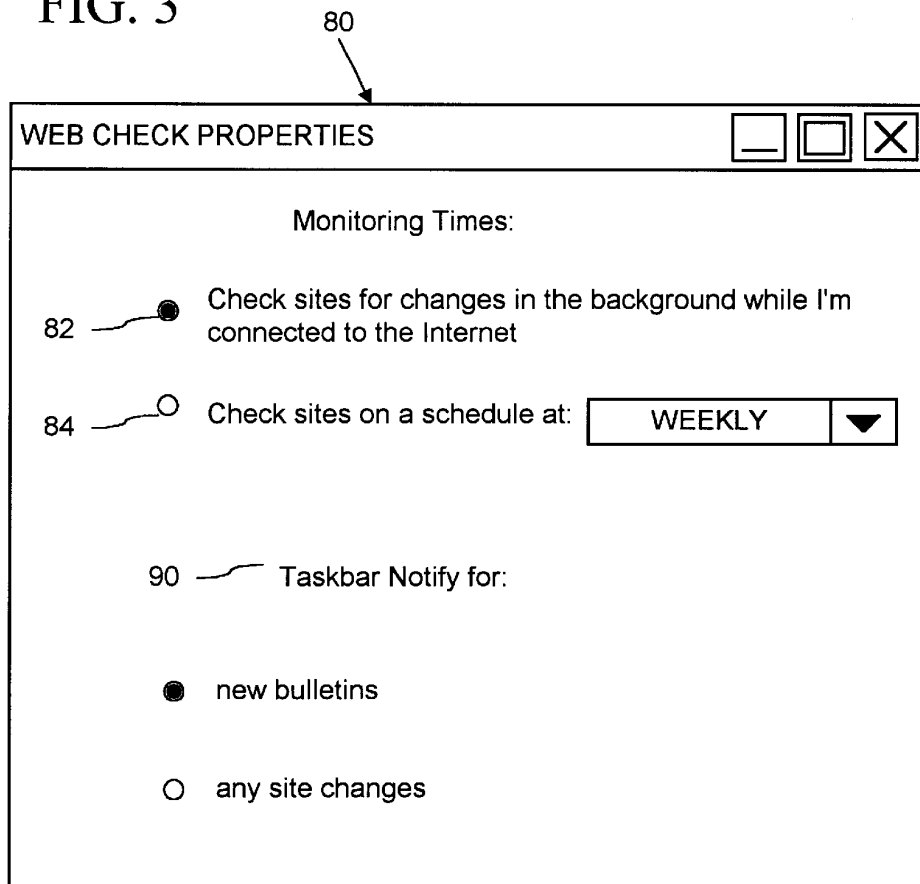 FIG. 3
80
WEB CHECK PROPERTIES
Monitoring Times:
82
Check sites for changes in the background while I'm
connected to the Internet
84
Check sites on a schedule at:
WEEKLY
90
Taskbar Notify for:
new bulletins
any site changes